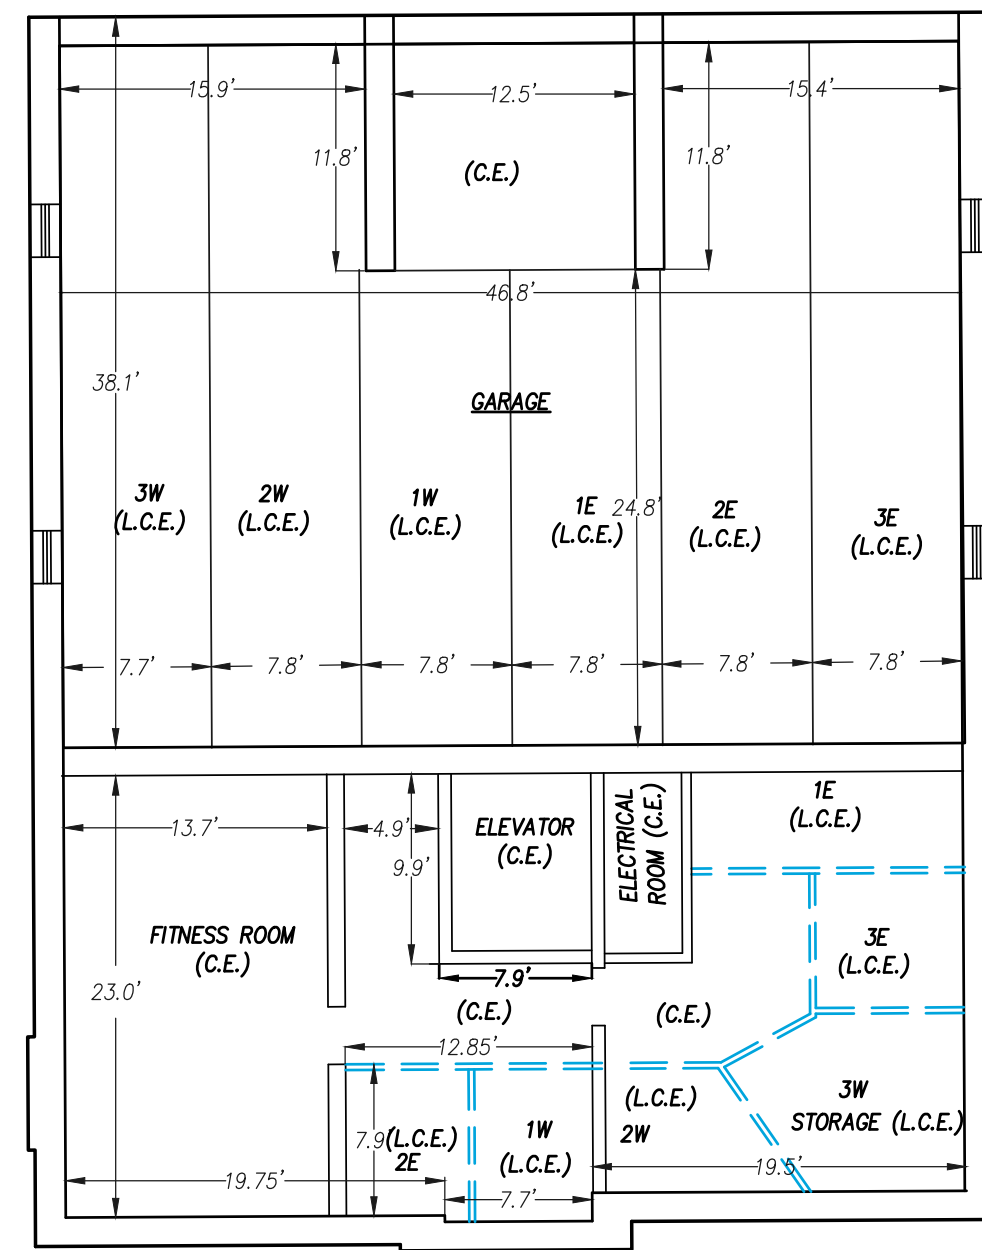 15.9'
12.5'
15.4'
11.8'
(C.E.)
11.8'
46.8'
38.1'
GARAGE
3W
(L.C.E.)
2W
(L.C.E.)
1W
(L.C.E.)
1E
(L.C.E.)
24.8'
2E
(L.C.E.)
3E
(L.C.E.)
7.7'
7.8'
7.8'
7.8'
7.8'
7.8'
13.7'
4.9'
9.9'
ELEVATOR
(C.E.)
ELECTRICAL
ROOM (C.E.)
1E
(L.C.E.)
FITNESS ROOM
(C.E.)
3E
(L.C.E.)
23.0'
7.9'
(C.E.)
(C.E.)
12.85'
7.9'
(L.C.E.)
2E
1W
(L.C.E.)
(L.C.E.)
2W
3W
STORAGE (L.C.E.)
19.75'
7.7'
19.5'